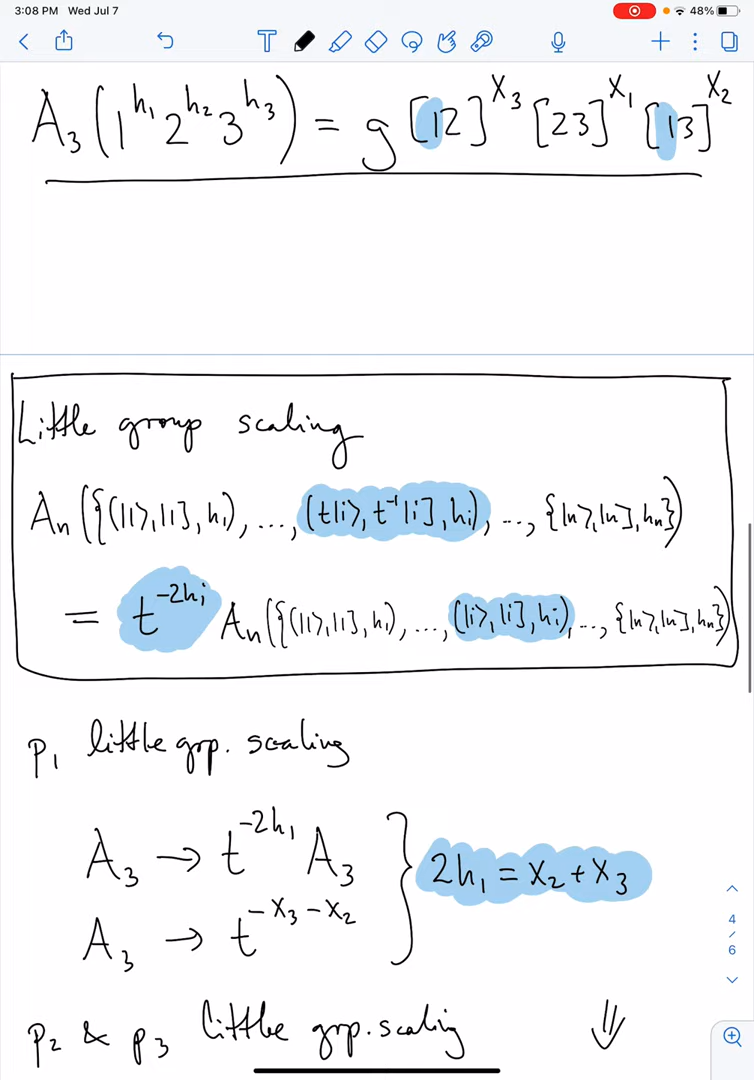 3:08 PM Wed Jul 7 48%
A₃(1^{h₁} 2^{h₂} 3^{h₃}) = g [12]^{x₃} [23]^{x₁} [13]^{x₂}
Little group scaling
Aₙ({(|1⟩,|1],h₁), ..., (t|i⟩, t⁻¹|i], hᵢ), ..., {|n⟩,|n],hₙ})
= t^{-2hᵢ} Aₙ({(|1⟩,|1],h₁), ..., (|i⟩,|i],hᵢ), ..., {|n⟩,|n],hₙ})
p₁ little grp. scaling
A₃ → t^{-2h₁} A₃
A₃ → t^{-x₃-x₂}
} 2h₁ = x₂ + x₃
p₂ & p₃ little grp. scaling ⇓
4
/
6